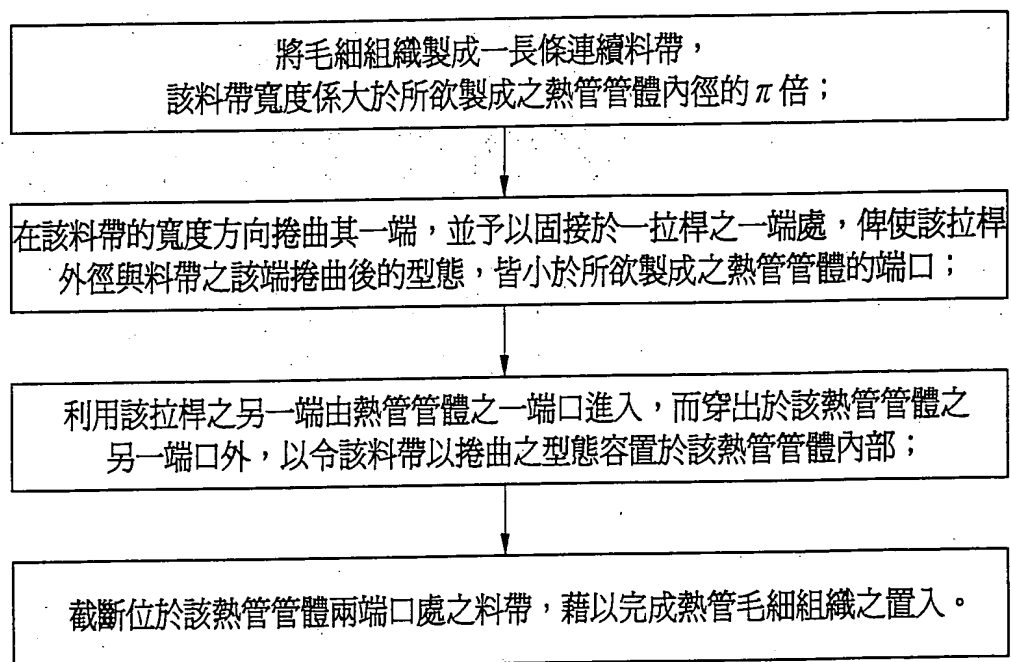 將毛細組織製成一長條連續料帶，
該料帶寬度係大於所欲製成之熱管管體內徑的π倍；
在該料帶的寬度方向捲曲其一端，並予以固接於一拉桿之一端處，俾使該拉桿
外徑與料帶之該端捲曲後的型態，皆小於所欲製成之熱管管體的端口；
利用該拉桿之另一端由熱管管體之一端口進入，而穿出於該熱管管體之
另一端口外，以令該料帶以捲曲之型態容置於該熱管管體內部；
截斷位於該熱管管體兩端口處之料帶，藉以完成熱管毛細組織之置入。